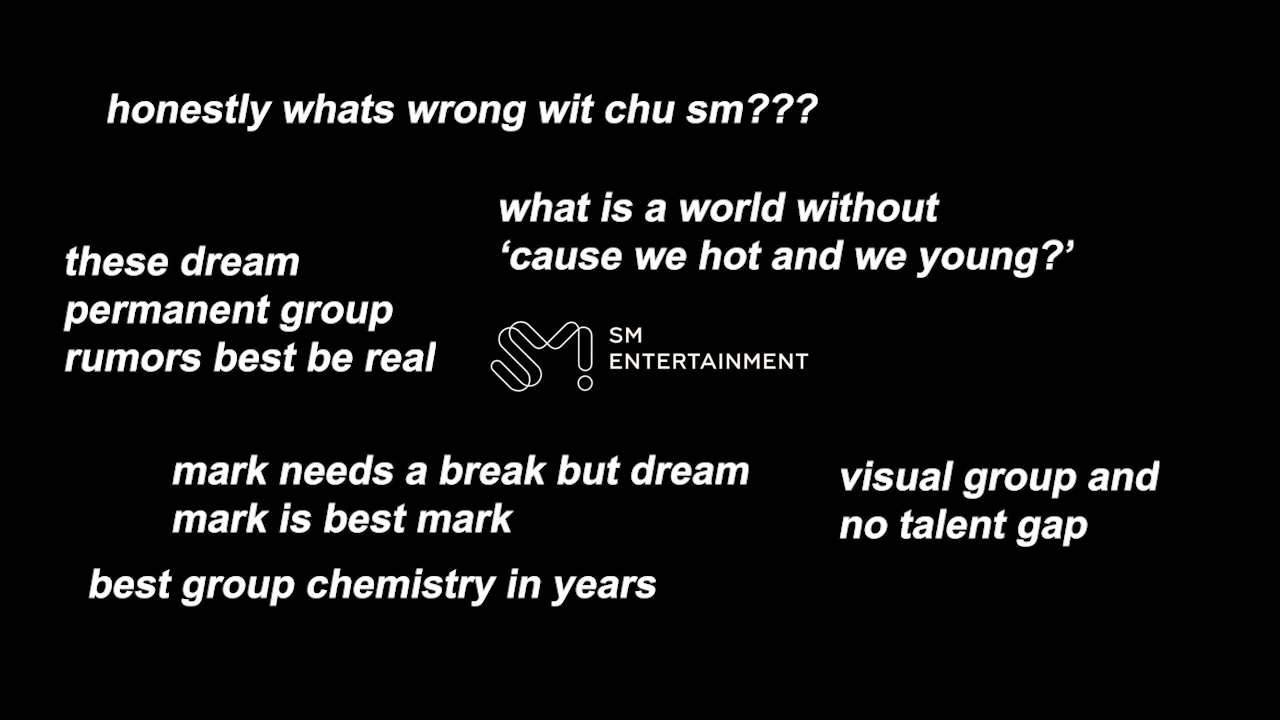 honestly whats wrong wit chu sm???
what is a world without
‘cause we hot and we young?’
these dream
permanent group
rumors best be real
SM
ENTERTAINMENT
mark needs a break but dream
mark is best mark
visual group and
no talent gap
best group chemistry in years